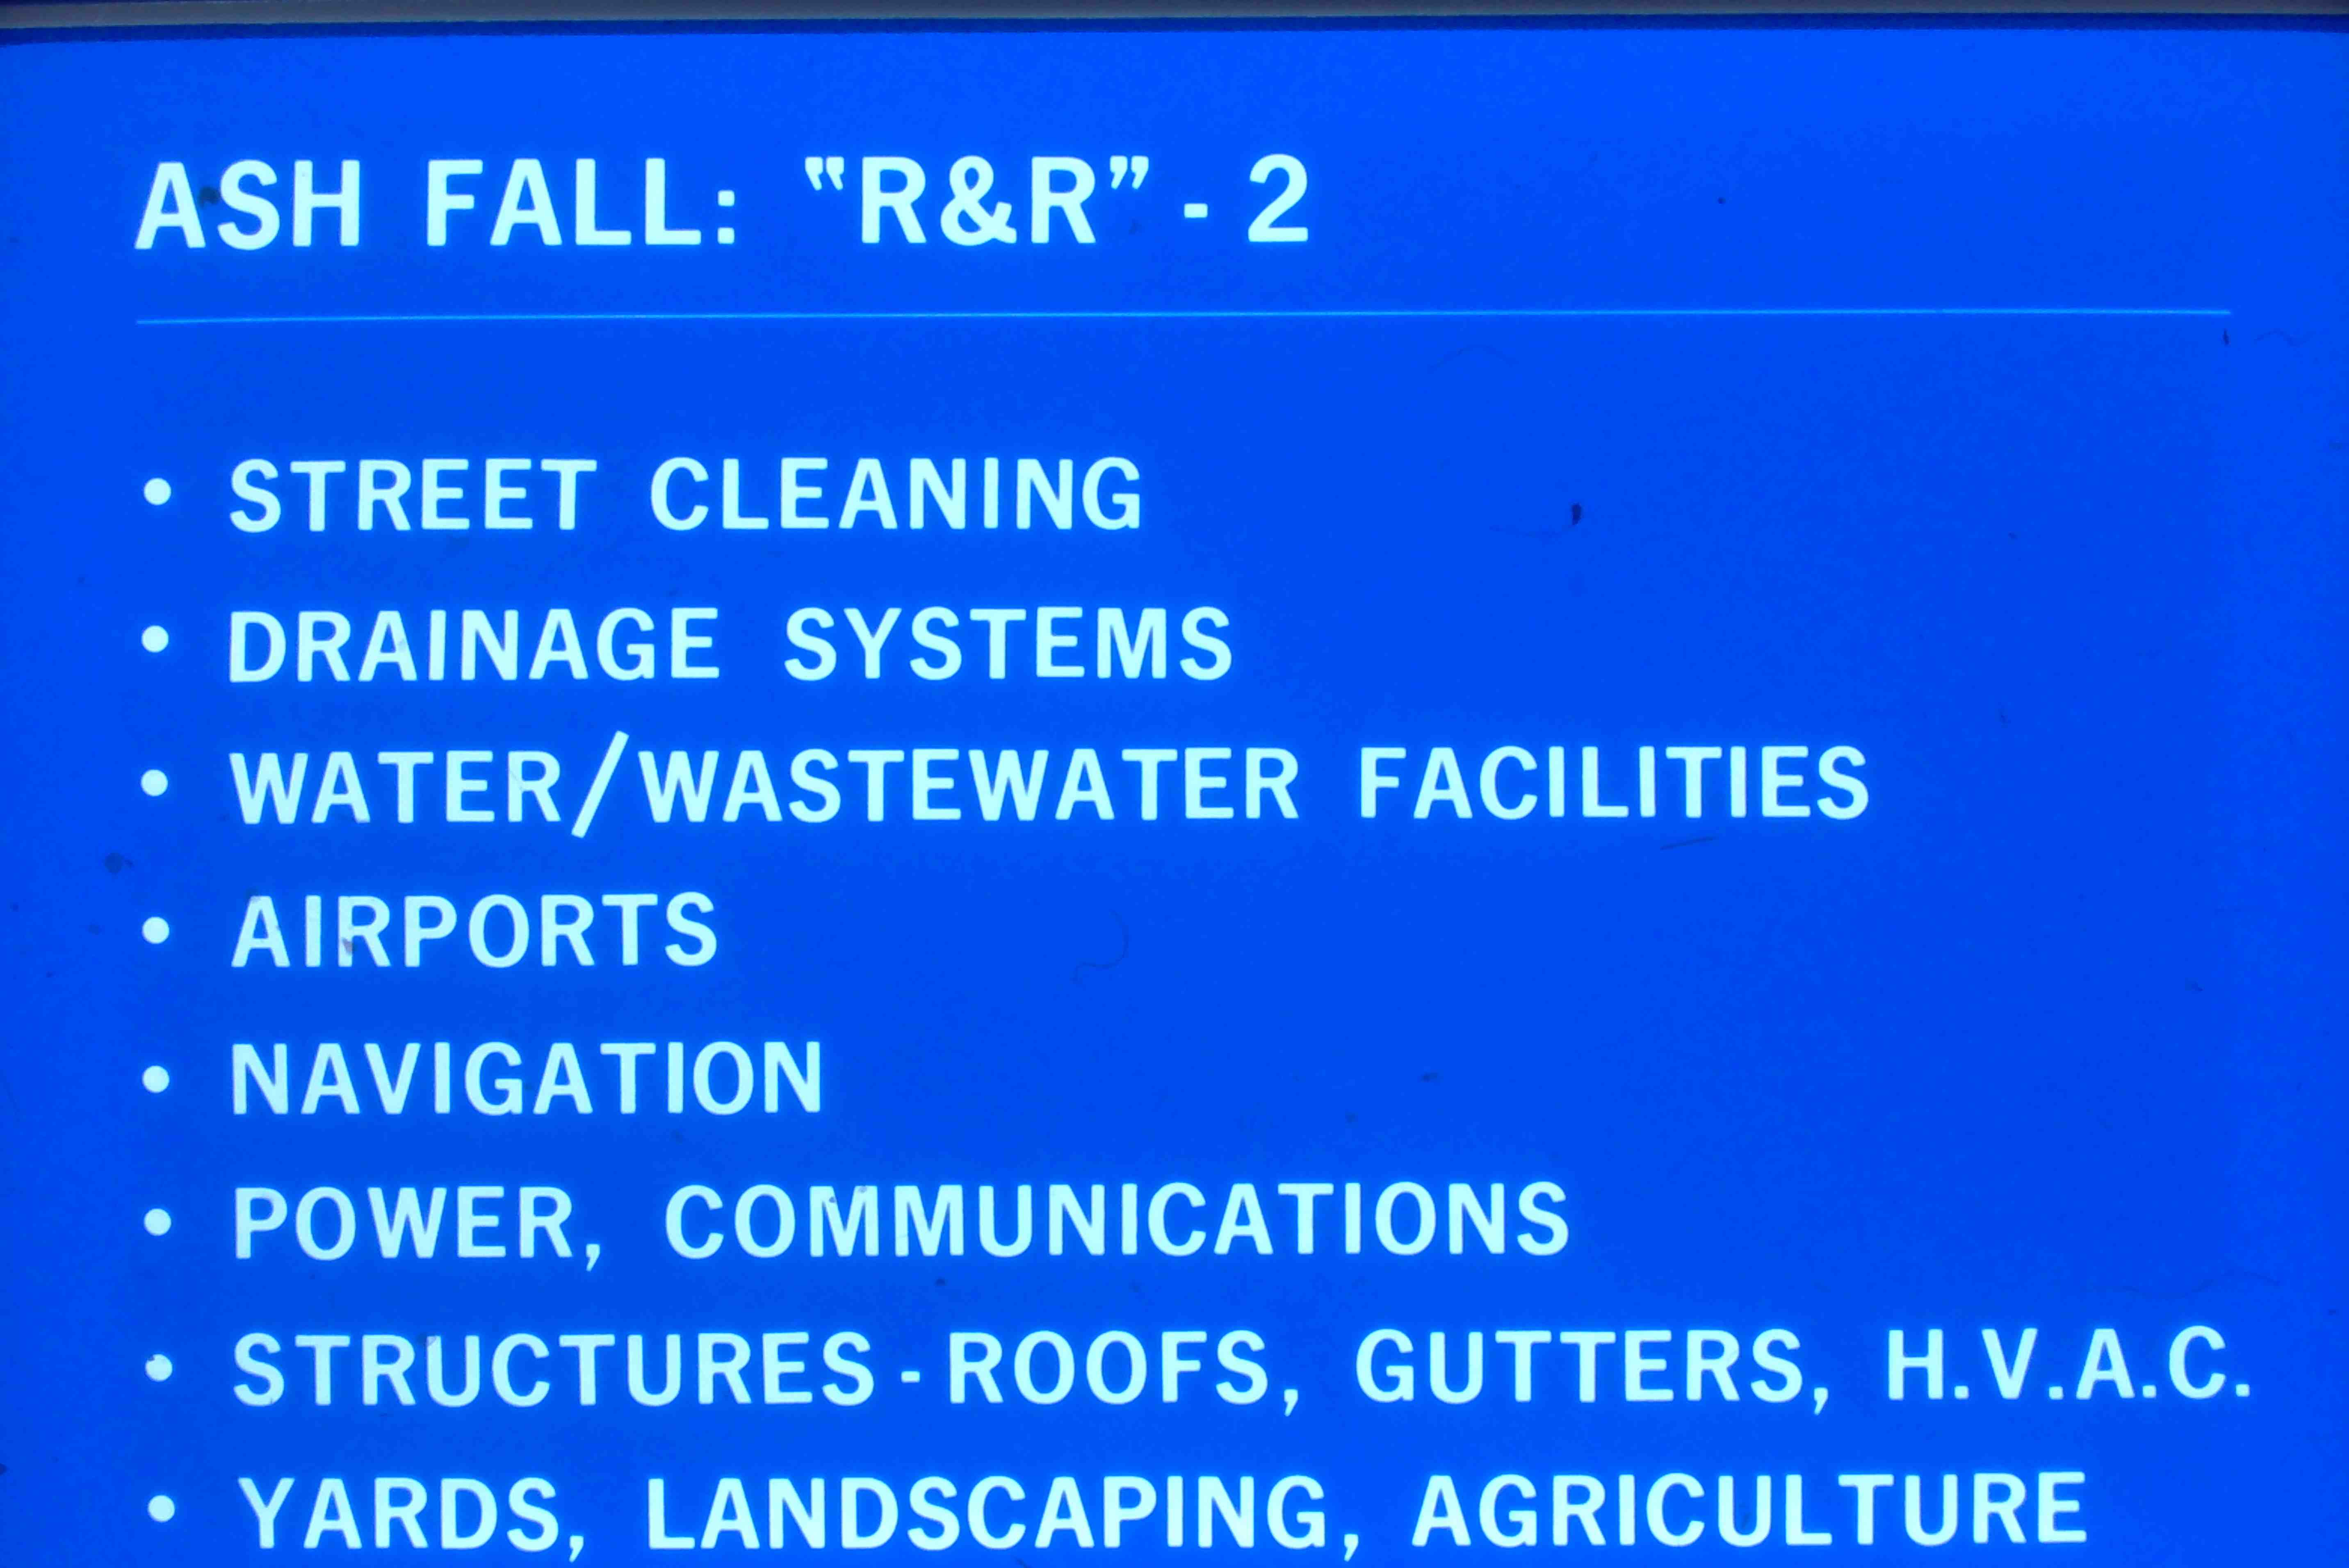 ASH FALL: "R&R" - 2
• STREET CLEANING
• DRAINAGE SYSTEMS
• WATER/WASTEWATER FACILITIES
• AIRPORTS
• NAVIGATION
• POWER, COMMUNICATIONS
• STRUCTURES - ROOFS, GUTTERS, H.V.A.C.
• YARDS, LANDSCAPING, AGRICULTURE